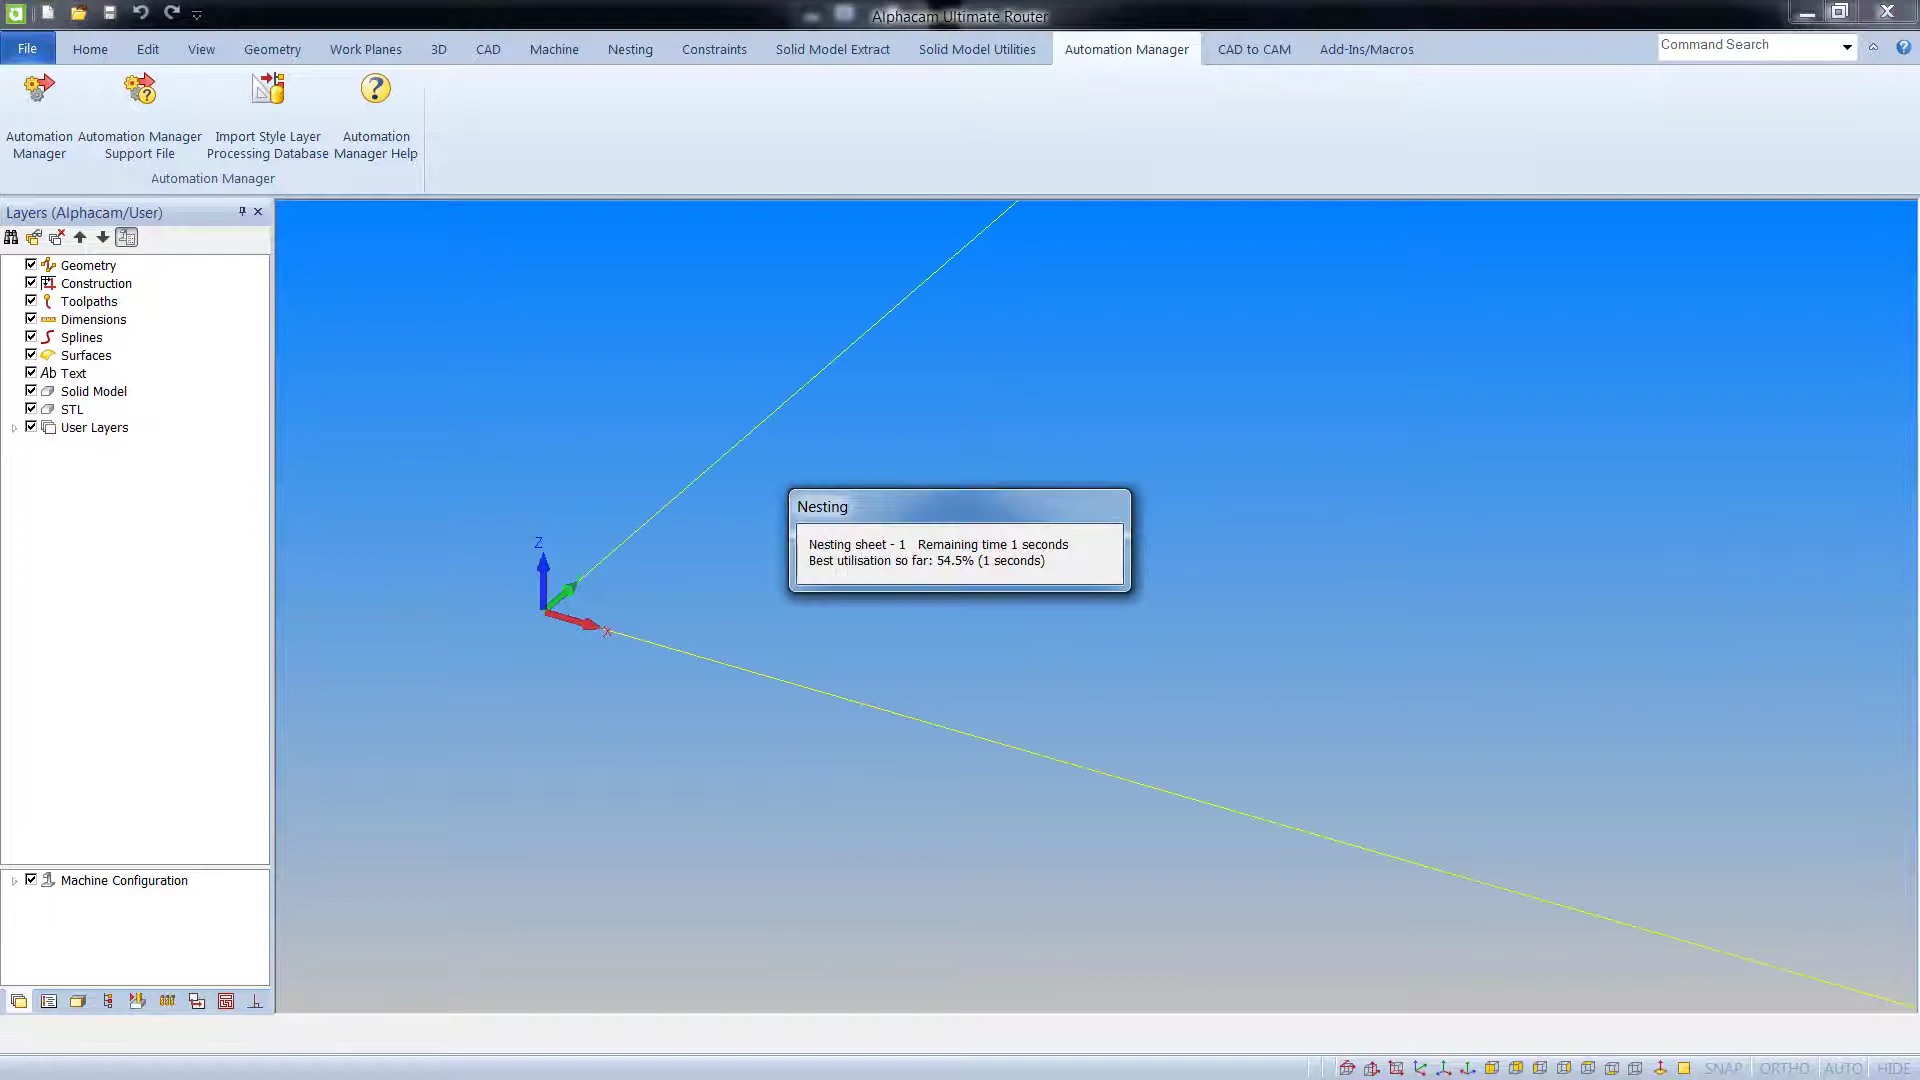 Alphacam Ultimate Router
File Home Edit View Geometry Work Planes 3D CAD Machine Nesting Constraints Solid Model Extract Solid Model Utilities Automation Manager CAD to CAM Add-Ins/Macros Command Search
Automation Manager
Automation Manager Support File
Import Style Layer Processing Database
Automation Manager Help
Automation Manager
Layers (Alphacam/User)
Geometry
Construction
Toolpaths
Dimensions
Splines
Surfaces
Ab Text
Solid Model
STL
User Layers
Z
X
Nesting
Nesting sheet - 1 Remaining time 1 seconds
Best utilisation so far: 54.5% (1 seconds)
Machine Configuration
SNAP ORTHO AUTO HIDE